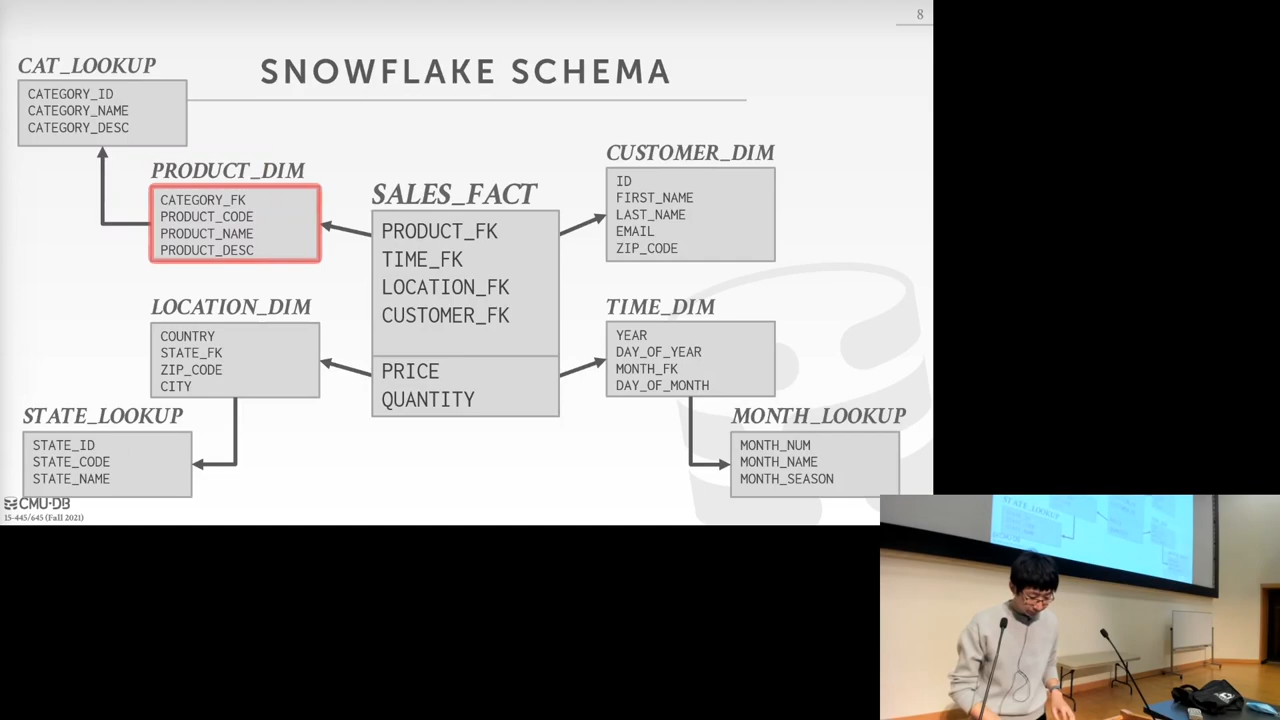 8
SNOWFLAKE SCHEMA
CAT_LOOKUP
CATEGORY_ID
CATEGORY_NAME
CATEGORY_DESC
PRODUCT_DIM
CATEGORY_FK
PRODUCT_CODE
PRODUCT_NAME
PRODUCT_DESC
SALES_FACT
PRODUCT_FK
TIME_FK
LOCATION_FK
CUSTOMER_FK
PRICE
QUANTITY
CUSTOMER_DIM
ID
FIRST_NAME
LAST_NAME
EMAIL
ZIP_CODE
LOCATION_DIM
COUNTRY
STATE_FK
ZIP_CODE
CITY
TIME_DIM
YEAR
DAY_OF_YEAR
MONTH_FK
DAY_OF_MONTH
STATE_LOOKUP
STATE_ID
STATE_CODE
STATE_NAME
MONTH_LOOKUP
MONTH_NUM
MONTH_NAME
MONTH_SEASON
CMU·DB
15-445/645 (Fall 2021)
STATE_LOOKUP